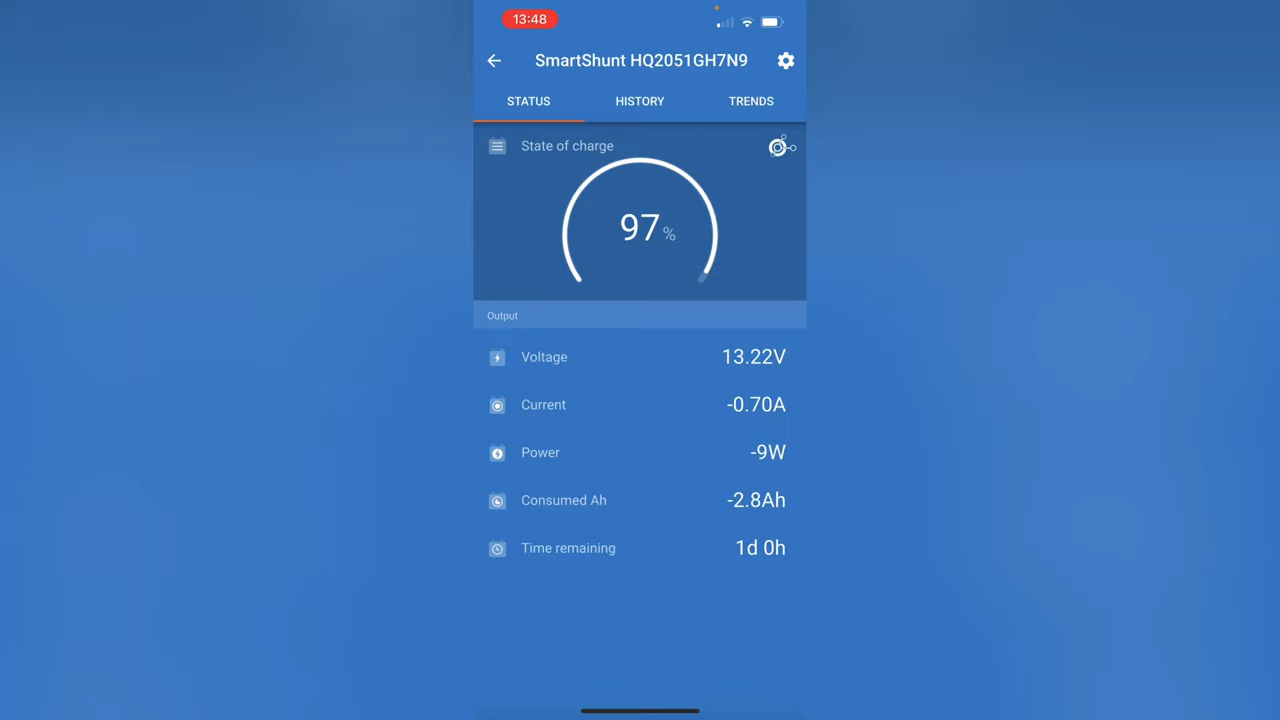 13:48
SmartShunt HQ2051GH7N9
STATUS HISTORY TRENDS
State of charge
97 %
Output
Voltage 13.22V
Current -0.70A
Power -9W
Consumed Ah -2.8Ah
Time remaining 1d 0h